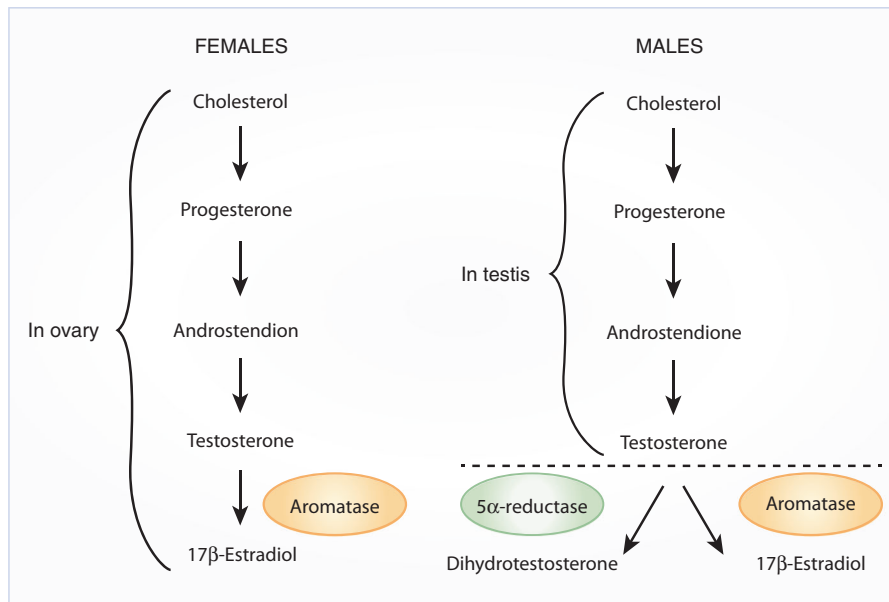 FEMALES
Cholesterol
Progesterone
In ovary
Androstendion
Testosterone
Aromatase
17β-Estradiol
MALES
Cholesterol
Progesterone
In testis
Androstendione
Testosterone
5α-reductase
Aromatase
Dihydrotestosterone
17β-Estradiol